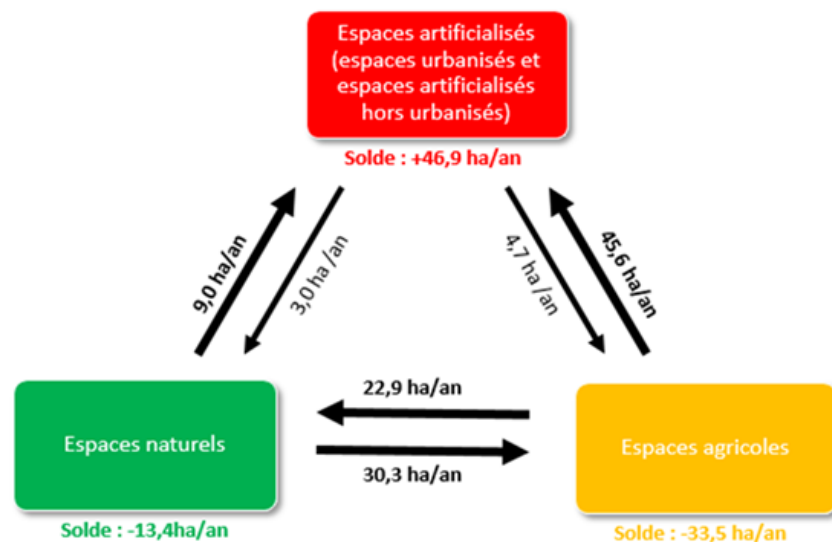 Espaces artificialisés
(espaces urbanisés et
espaces artificialisés
hors urbanisés)
Solde : +46,9 ha/an
9,0 ha/an
3,0 ha /an
4,7 ha /an
45,6 ha/an
22,9 ha/an
30,3 ha/an
Espaces naturels
Espaces agricoles
Solde : -13,4ha/an
Solde : -33,5 ha/an